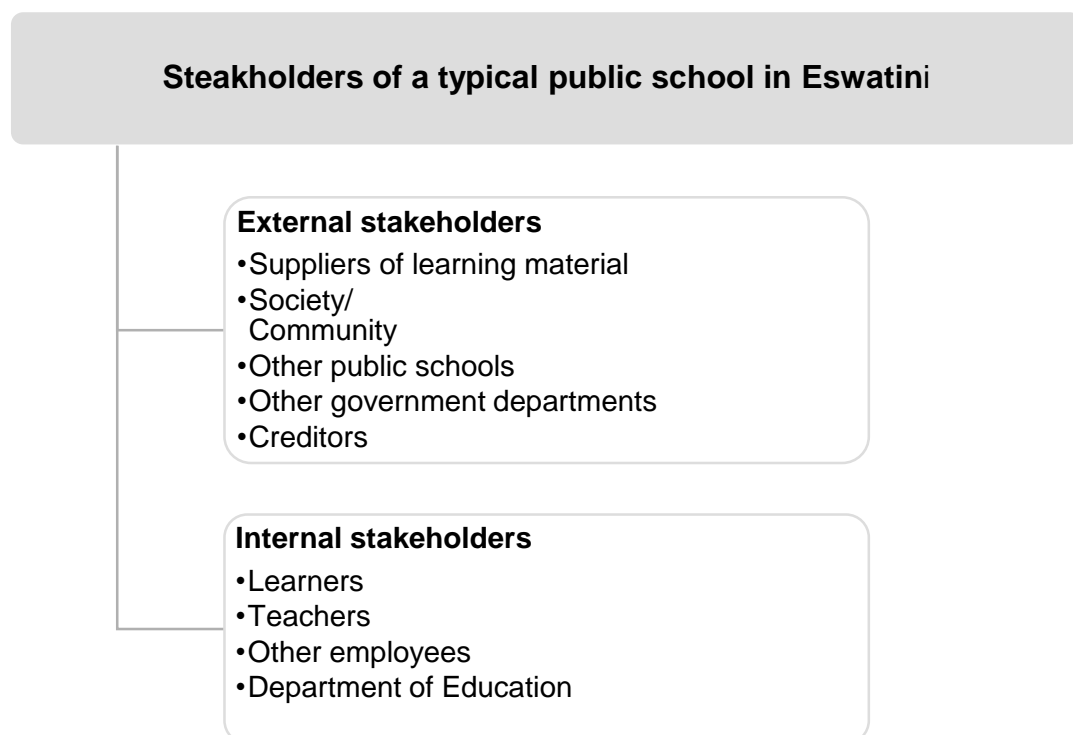 Steakholders of a typical public school in Eswatini
External stakeholders
•Suppliers of learning material
•Society/
Community
•Other public schools
•Other government departments
•Creditors
Internal stakeholders
•Learners
•Teachers
•Other employees
•Department of Education